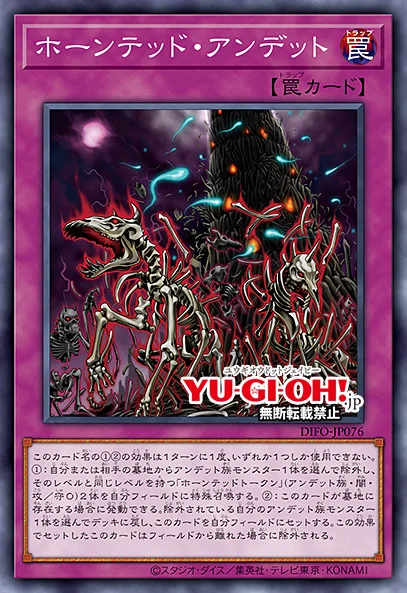 ホーンテッド・アンデット
トラップ
罠
トラップ
【罠カード】
ユウギオウドットジェイピー
YU-GI-OH!.jp
無断転載禁止
DIFO-JP076
このカード名の①②の効果は1ターンに1度、いずれか1つしか使用できない。
①:自分または相手の墓地からアンデット族モンスター1体を選んで除外し、
そのレベルと同じレベルを持つ「ホーンテッドトークン」(アンデット族・闇・
攻/守0)2体を自分フィールドに特殊召喚する。②:このカードが墓地に
存在する場合に発動できる。除外されている自分のアンデット族モンスター
1体を選んでデッキに戻し、このカードを自分フィールドにセットする。この効果
でセットしたこのカードはフィールドから離れた場合に除外される。
©スタジオ・ダイス/集英社・テレビ東京・KONAMI